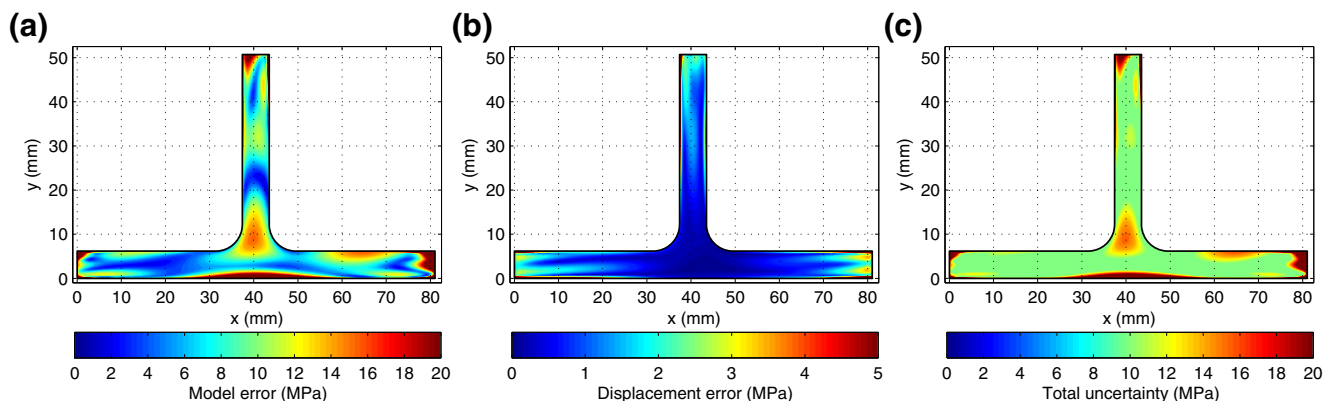 (a)
50
40
30
20
10
0
y (mm)
0 10 20 30 40 50 60 70 80
x (mm)
0 2 4 6 8 10 12 14 16 18 20
Model error (MPa)
(b)
50
40
30
20
10
0
y (mm)
0 10 20 30 40 50 60 70 80
x (mm)
0 1 2 3 4 5
Displacement error (MPa)
(c)
50
40
30
20
10
0
y (mm)
0 10 20 30 40 50 60 70 80
x (mm)
0 2 4 6 8 10 12 14 16 18 20
Total uncertainty (MPa)